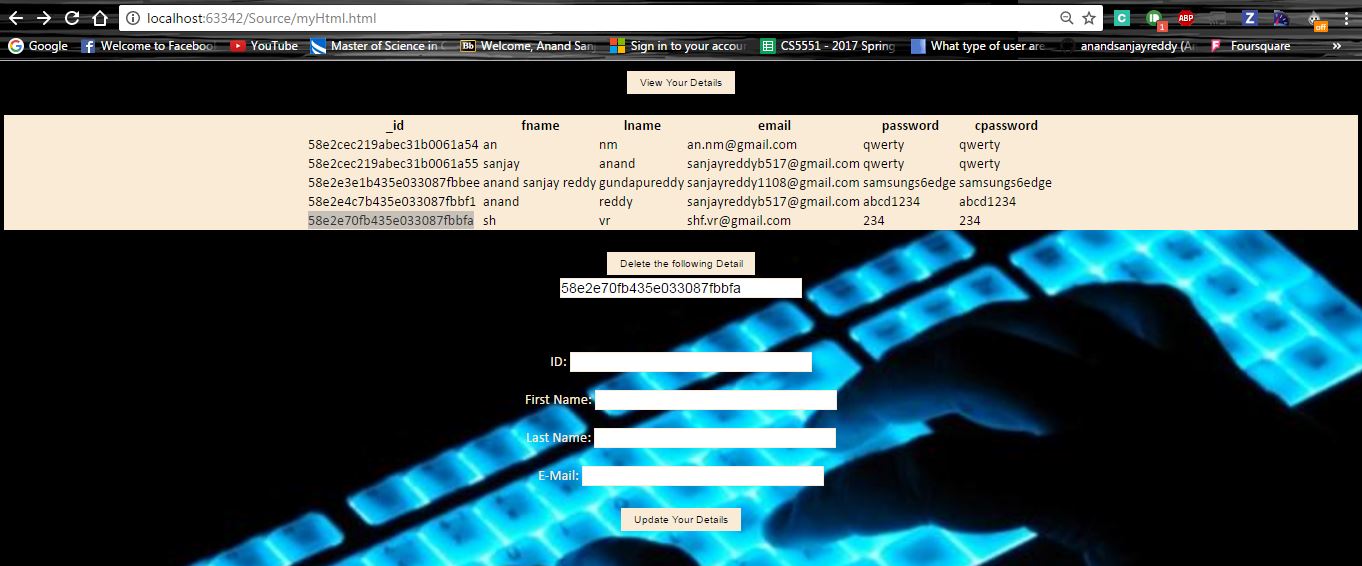 localhost:63342/Source/myHtml.html
Google Welcome to Faceboo YouTube Master of Science in C Bb Welcome, Anand San Sign in to your accou CS5551 - 2017 Spring What type of user are anandsanjayreddy (A Foursquare »
View Your Details
_id fname lname email password cpassword
58e2cec219abec31b0061a54 an nm an.nm@gmail.com qwerty qwerty
58e2cec219abec31b0061a55 sanjay anand sanjayreddyb517@gmail.com qwerty qwerty
58e2e3e1b435e033087fbbee anand sanjay reddy gundapureddy sanjayreddy1108@gmail.com samsungs6edge samsungs6edge
58e2e4c7b435e033087fbbf1 anand reddy sanjayreddyb517@gmail.com abcd1234 abcd1234
58e2e70fb435e033087fbbfa sh vr shf.vr@gmail.com 234 234
Delete the following Detail
58e2e70fb435e033087fbbfa
ID:
First Name:
Last Name:
E-Mail:
Update Your Details